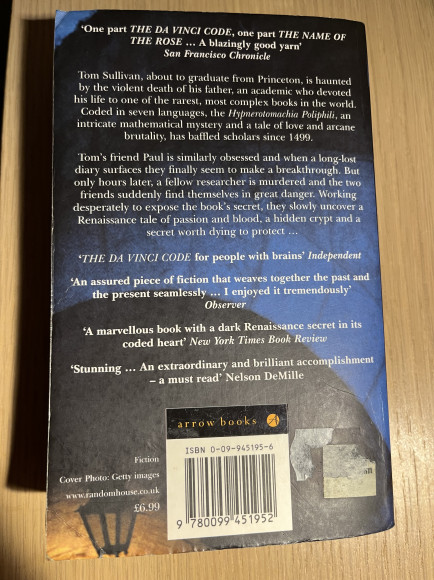 ‘One part THE DA VINCI CODE, one part THE NAME OF
THE ROSE ... A blazingly good yarn’
San Francisco Chronicle
Tom Sullivan, about to graduate from Princeton, is haunted
by the violent death of his father, an academic who devoted
his life to one of the rarest, most complex books in the world.
Coded in seven languages, the Hypnerotomachia Poliphili, an
intricate mathematical mystery and a tale of love and arcane
brutality, has baffled scholars since 1499.
Tom’s friend Paul is similarly obsessed and when a long-lost
diary surfaces they finally seem to make a breakthrough. But
only hours later, a fellow researcher is murdered and the two
friends suddenly find themselves in great danger. Working
desperately to expose the book’s secret, they slowly uncover a
Renaissance tale of passion and blood, a hidden crypt and a
secret worth dying to protect ...
‘THE DA VINCI CODE for people with brains’ Independent
‘An assured piece of fiction that weaves together the past and
the present seamlessly ... I enjoyed it tremendously’
Observer
‘A marvellous book with a dark Renaissance secret in its
coded heart’ New York Times Book Review
‘Stunning ... An extraordinary and brilliant accomplishment
– a must read’ Nelson DeMille
arrow books
ISBN 0-09-945195-6
Fiction
Cover Photo: Getty images
www.randomhouse.co.uk
£6.99
9 780099 451952